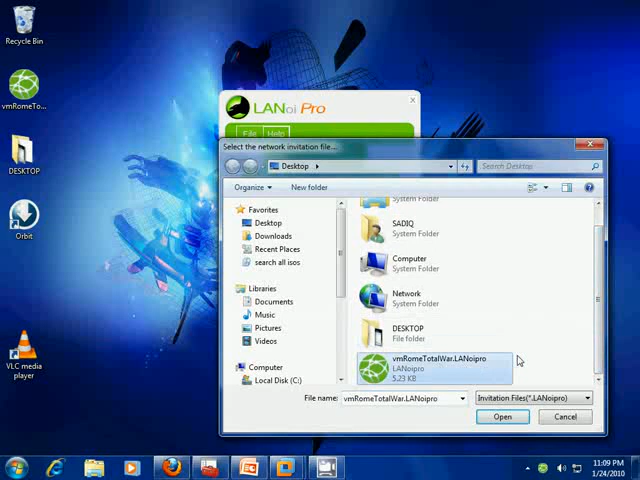 Recycle Bin
vmRomeTo...
DESKTOP
Orbit
VLC media
player
LANoi Pro
File Help
Select the network invitation file...
Desktop
Search Desktop
Organize
New folder
Favorites
Desktop
Downloads
Recent Places
search all isos
Libraries
Documents
Music
Pictures
Videos
Computer
Local Disk (C:)
System Folder
SADIQ
System Folder
Computer
System Folder
Network
System Folder
DESKTOP
File folder
vmRomeTotalWar.LANoipro
LANoipro
5.23 KB
File name:
vmRomeTotalWar.LANoipro
Invitation Files(*.LANoipro)
Open
Cancel
11:09 PM
1/24/2010